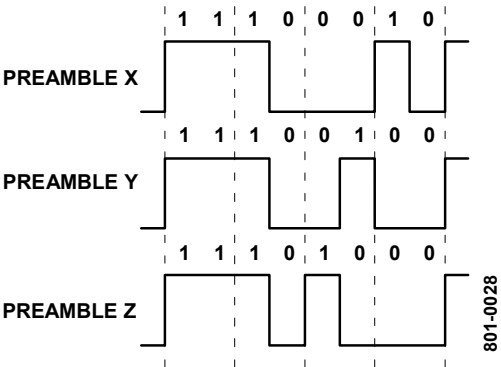 1 1 1 0 0 0 1 0
PREAMBLE X
1 1 1 0 0 1 0 0
PREAMBLE Y
1 1 1 0 1 0 0 0
PREAMBLE Z
801-0028